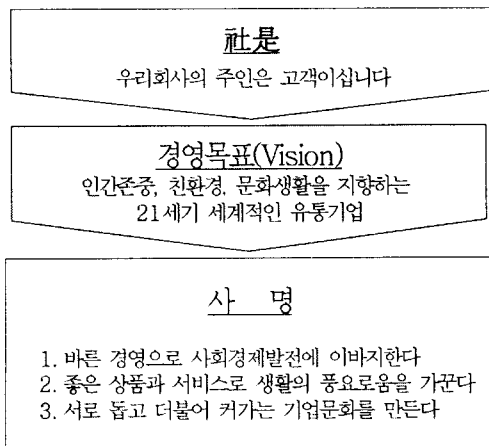 社是
우리회사의 주인은 고객이십니다
경영목표(Vision)
인간존중, 친환경, 문화생활을 지향하는
21세기 세계적인 유통기업
사 명
1. 바른 경영으로 사회경제발전에 이바지한다
2. 좋은 상품과 서비스로 생활의 풍요로움을 가꾼다
3. 서로 돕고 더불어 커가는 기업문화를 만든다